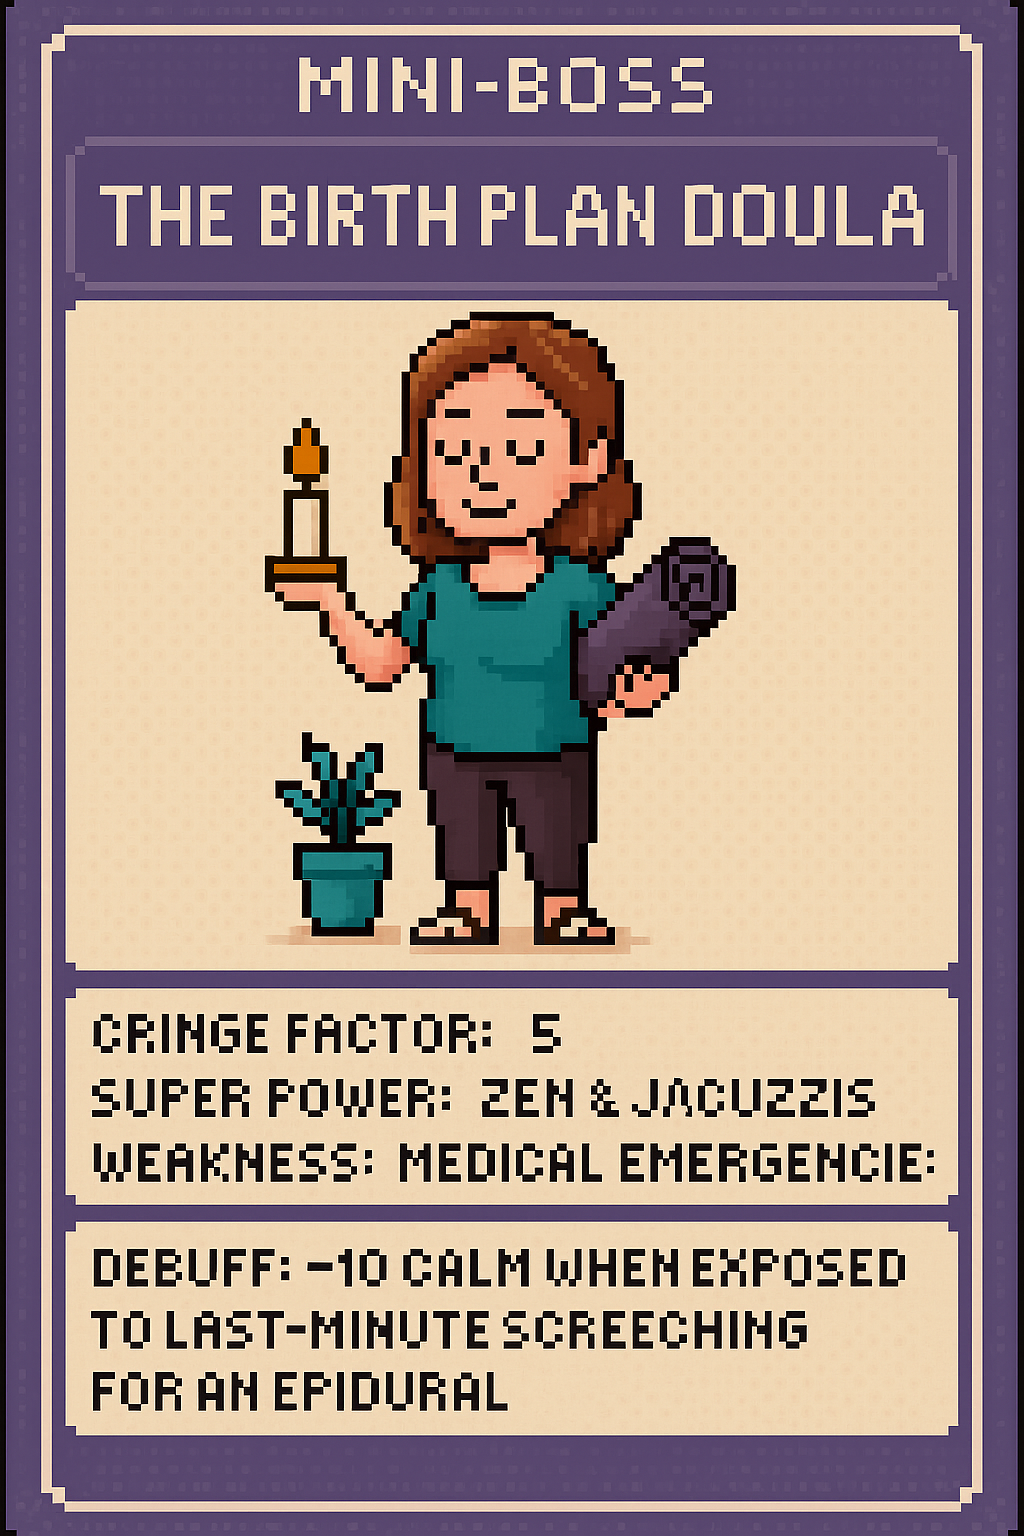 MINI-BOSS
THE BIRTH PLAN DOULA
CRINGE FACTOR: 5
SUPER POWER: ZEN & JACUZZIS
WEAKNESS: MEDICAL EMERGENCIE:
DEBUFF: -10 CALM WHEN EXPOSED
TO LAST-MINUTE SCREECHING
FOR AN EPIDURAL